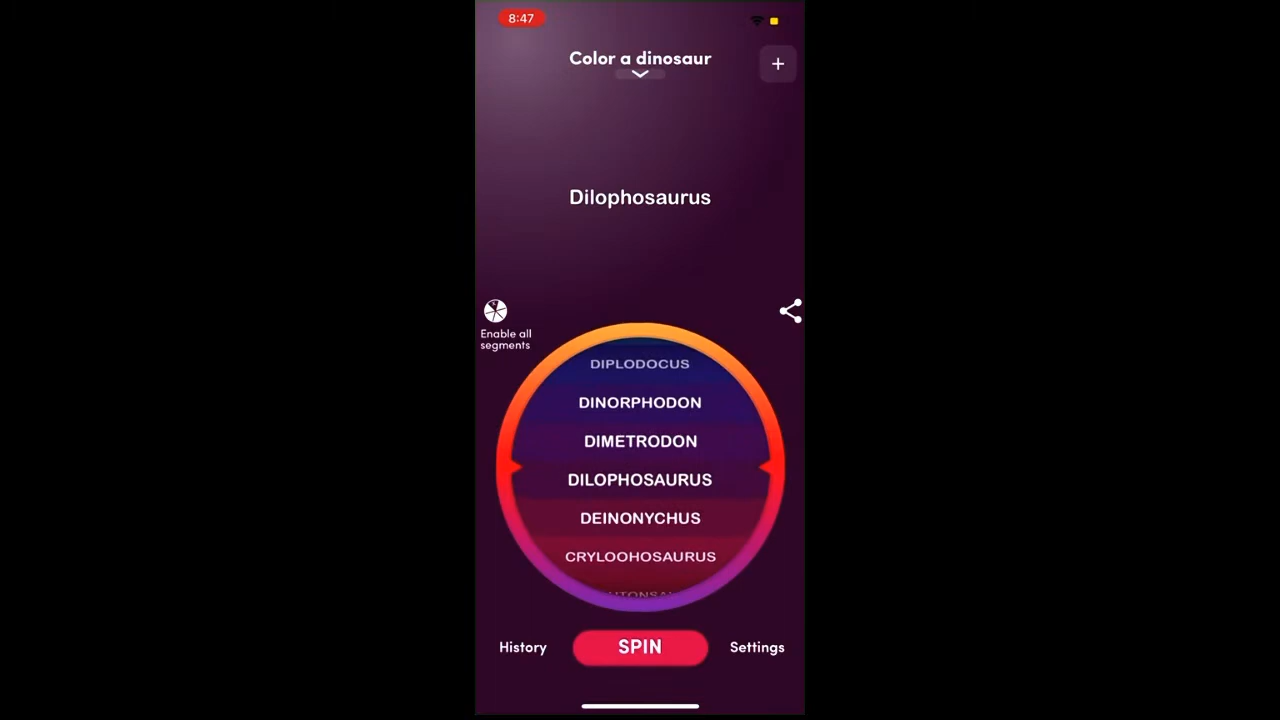 8:47
Color a dinosaur
Dilophosaurus
Enable all
segments
DIPLODOCUS
DINORPHODON
DIMETRODON
DILOPHOSAURUS
DEINONYCHUS
CRYLOOHOSAURUS
History
SPIN
Settings